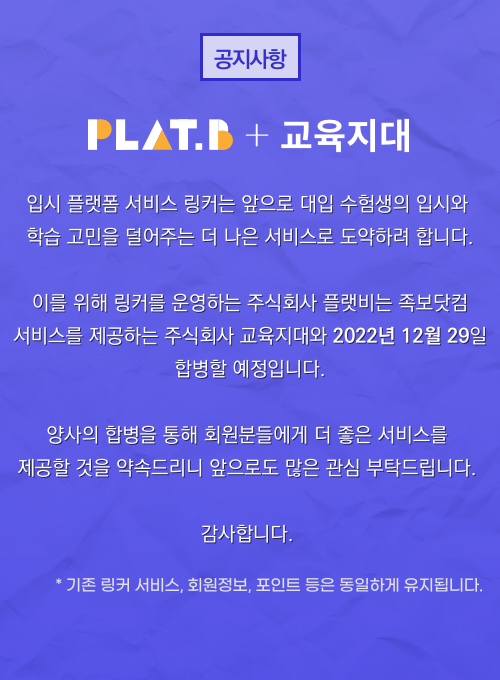 공지사항
PLAT.B + 교육지대
입시 플랫폼 서비스 링커는 앞으로 대입 수험생의 입시와
학습 고민을 덜어주는 더 나은 서비스로 도약하려 합니다.
이를 위해 링커를 운영하는 주식회사 플랫비는 족보닷컴
서비스를 제공하는 주식회사 교육지대와 2022년 12월 29일
합병할 예정입니다.
양사의 합병을 통해 회원분들에게 더 좋은 서비스를
제공할 것을 약속드리니 앞으로도 많은 관심 부탁드립니다.
감사합니다.
* 기존 링커 서비스, 회원정보, 포인트 등은 동일하게 유지됩니다.